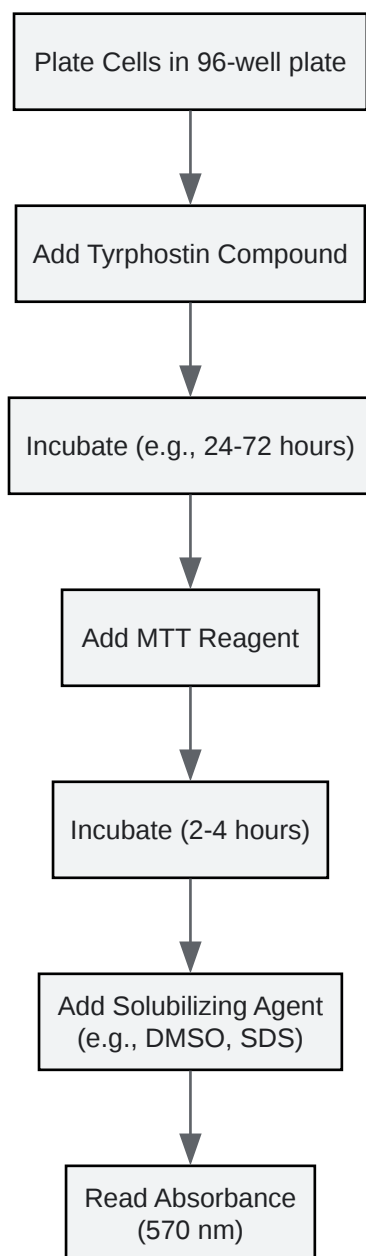 Plate Cells in 96-well plate
Add Tyrphostin Compound
Incubate (e.g., 24-72 hours)
Add MTT Reagent
Incubate (2-4 hours)
Add Solubilizing Agent
(e.g., DMSO, SDS)
Read Absorbance
(570 nm)